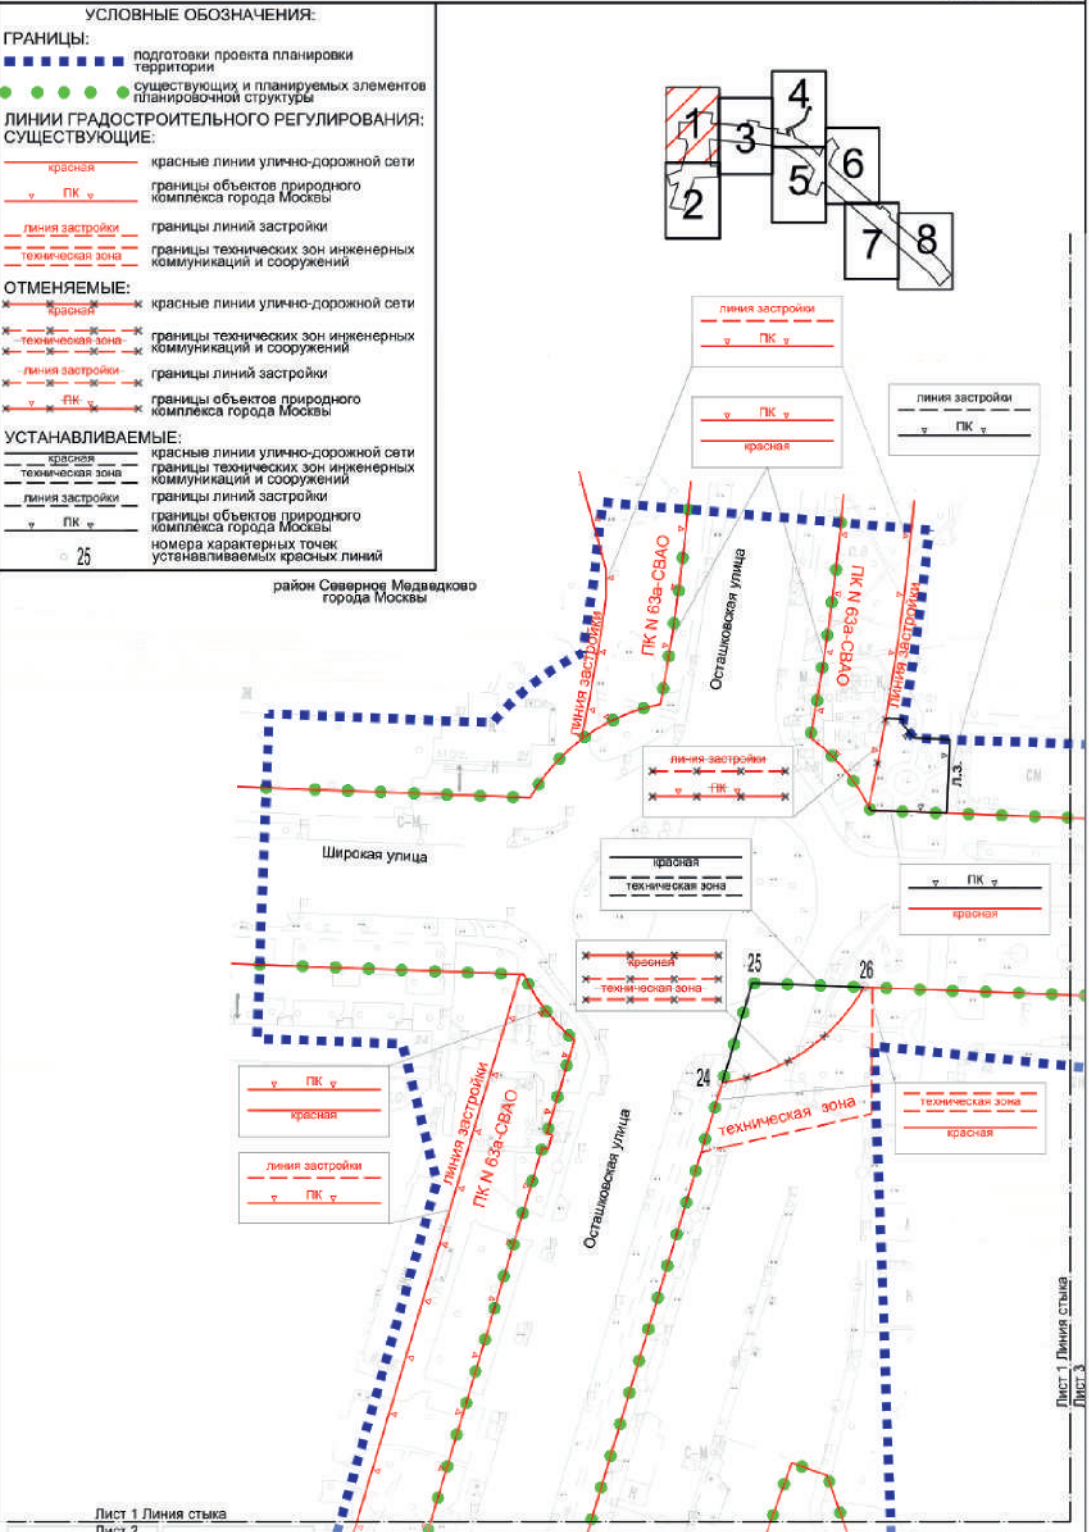 УСЛОВНЫЕ ОБОЗНАЧЕНИЯ:
ГРАНИЦЫ:
подготовки проекта планировки
территории
существующих и планируемых элементов
планировочной структуры
ЛИНИИ ГРАДОСТРОИТЕЛЬНОГО РЕГУЛИРОВАНИЯ:
СУЩЕСТВУЮЩИЕ:
красная
красные линии улично-дорожной сети
ПК
границы объектов природного
комплекса города Москвы
линия застройки
границы линий застройки
техническая зона
границы технических зон инженерных
коммуникаций и сооружений
ОТМЕНЯЕМЫЕ:
красная
красные линии улично-дорожной сети
техническая зона
границы технических зон инженерных
коммуникаций и сооружений
линия застройки
границы линий застройки
ПК
границы объектов природного
комплекса города Москвы
УСТАНАВЛИВАЕМЫЕ:
красная
красные линии улично-дорожной сети
техническая зона
границы технических зон инженерных
коммуникаций и сооружений
линия застройки
границы линий застройки
ПК
границы объектов природного
комплекса города Москвы
25
номера характерных точек
устанавливаемых красных линий
1
2
3
4
5
6
7
8
линия застройки
ПК
ПК
красная
линия застройки
ПК
район Северное Медведково
города Москвы
линия застройки
ПК N 63а-СВАО
Осташковская улица
ПК N 63а-СВАО
линия застройки
линия застройки
ПК
л.з.
СМ
С-М
Широкая улица
красная
техническая зона
ПК
красная
красная
техническая зона
25
26
24
ПК
красная
линия застройки
ПК
линия застройки
ПК N 63а-СВАО
Осташковская улица
техническая зона
техническая зона
красная
С-М
Лист 1 Линия стыка
Лист 3
Лист 1 Линия стыка
Лист 2